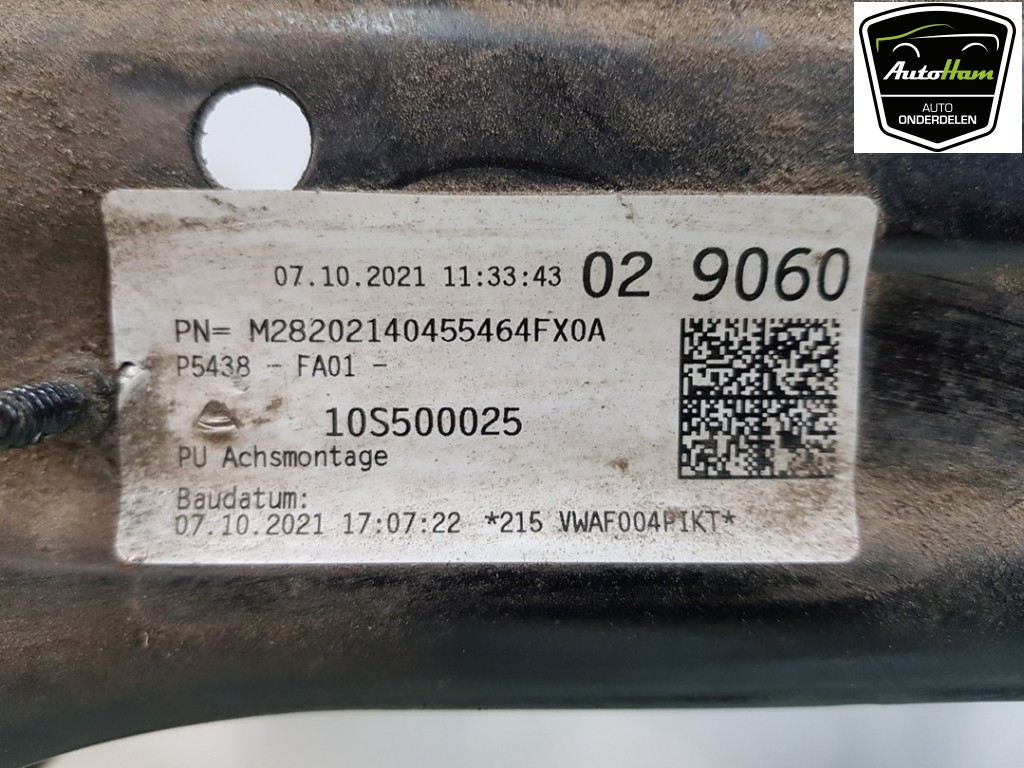 AutoHam
AUTO
ONDERDELEN
07.10.2021 11:33:43 02 9060
PN= M28202140455464FX0A
P5438 - FA01 -
10S500025
PU Achsmontage
Baudatum:
07.10.2021 17:07:22 *215 VWAF004PIKT*